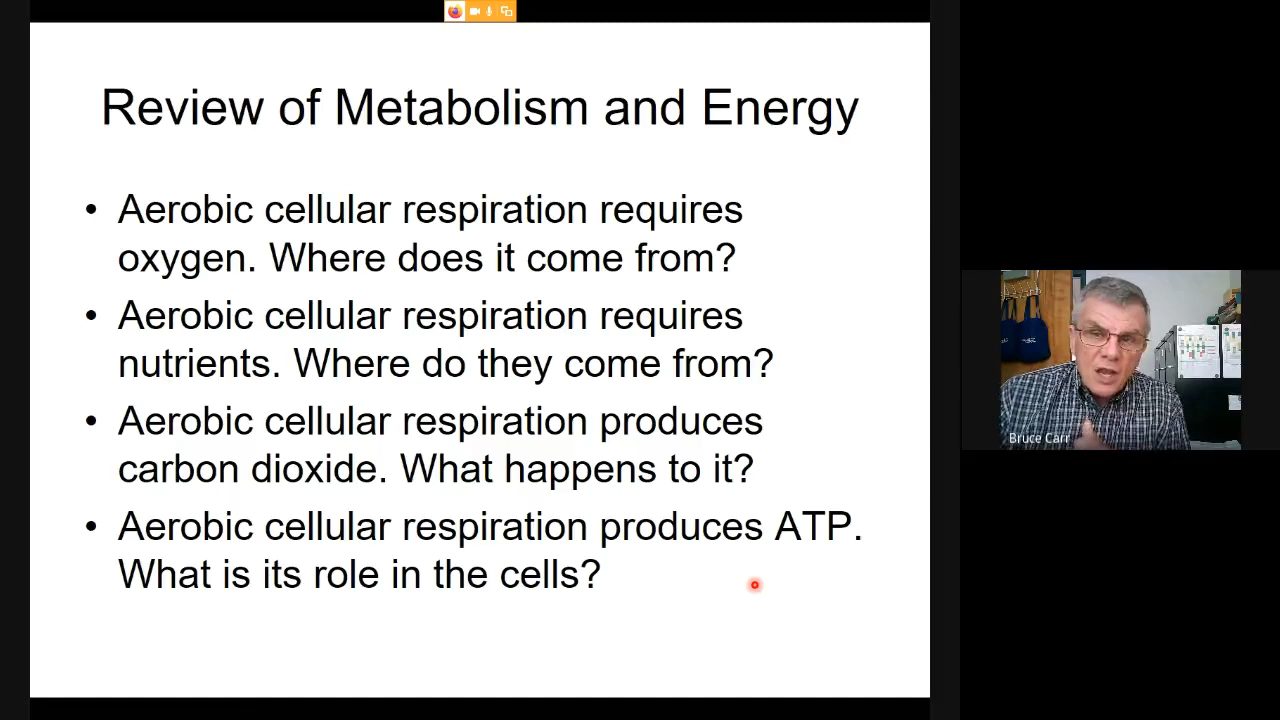 Review of Metabolism and Energy
• Aerobic cellular respiration requires
oxygen. Where does it come from?
• Aerobic cellular respiration requires
nutrients. Where do they come from?
• Aerobic cellular respiration produces
carbon dioxide. What happens to it?
• Aerobic cellular respiration produces ATP.
What is its role in the cells?
Bruce Carr